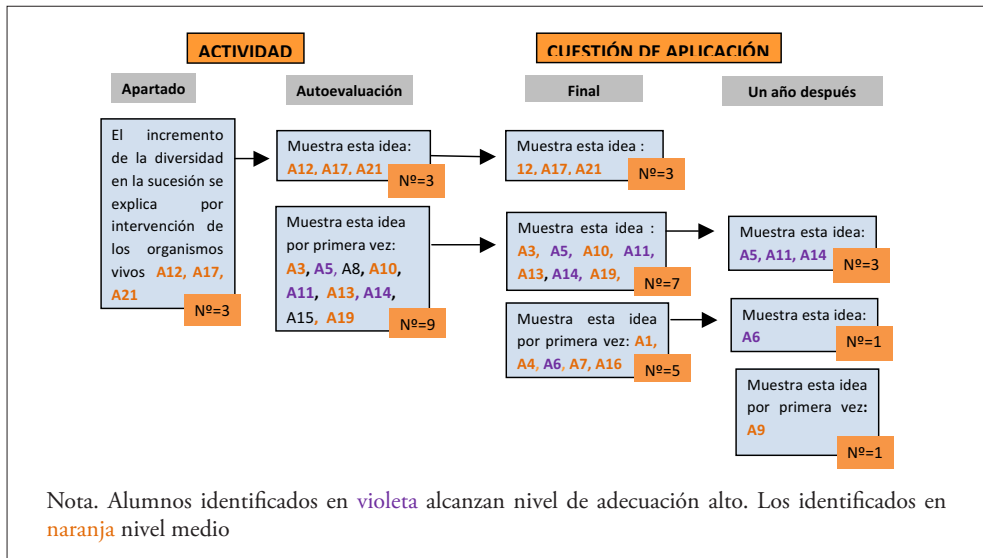 ACTIVIDAD
CUESTIÓN DE APLICACIÓN
Apartado
Autoevaluación
Final
Un año después
El incremento
de la diversidad
en la sucesión se
explica por
intervención de
los organismos
vivos A12, A17,
A21
Nº=3
Muestra esta idea:
A12, A17, A21
Nº=3
Muestra esta idea
por primera vez:
A3, A5, A8, A10,
A11, A13, A14,
A15, A19
Nº=9
Muestra esta idea :
12, A17, A21
Nº=3
Muestra esta idea :
A3, A5, A10, A11,
A13, A14, A19,
Nº=7
Muestra esta idea
por primera vez: A1,
A4, A6, A7, A16
Nº=5
Muestra esta idea:
A5, A11, A14
Nº=3
Muestra esta idea:
A6
Nº=1
Muestra esta idea
por primera vez:
A9
Nº=1
Nota. Alumnos identificados en violeta alcanzan nivel de adecuación alto. Los identificados en
naranja nivel medio